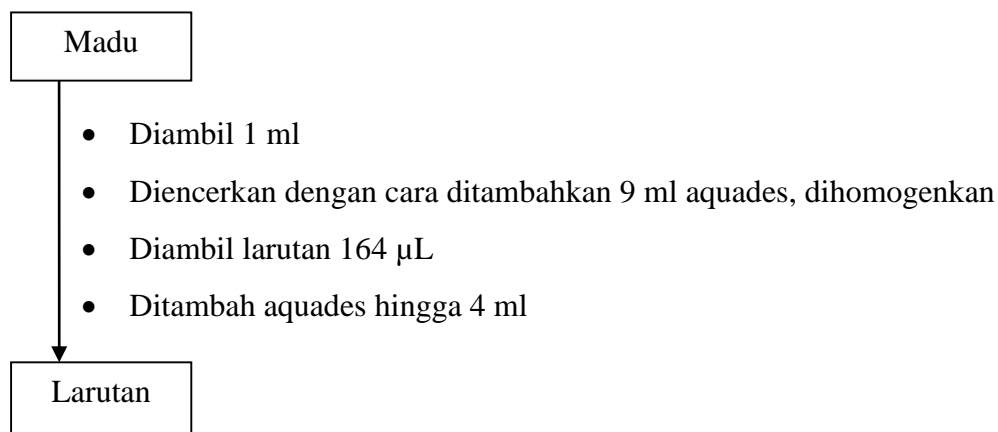 Madu
• Diambil 1 ml
• Diencerkan dengan cara ditambahkan 9 ml aquades, dihomogenkan
• Diambil larutan 164 µL
• Ditambah aquades hingga 4 ml
Larutan